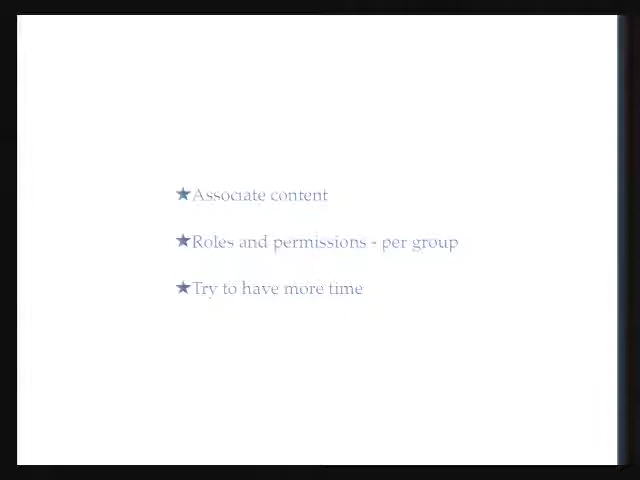 ★Associate content
★Roles and permissions - per group
★Try to have more time